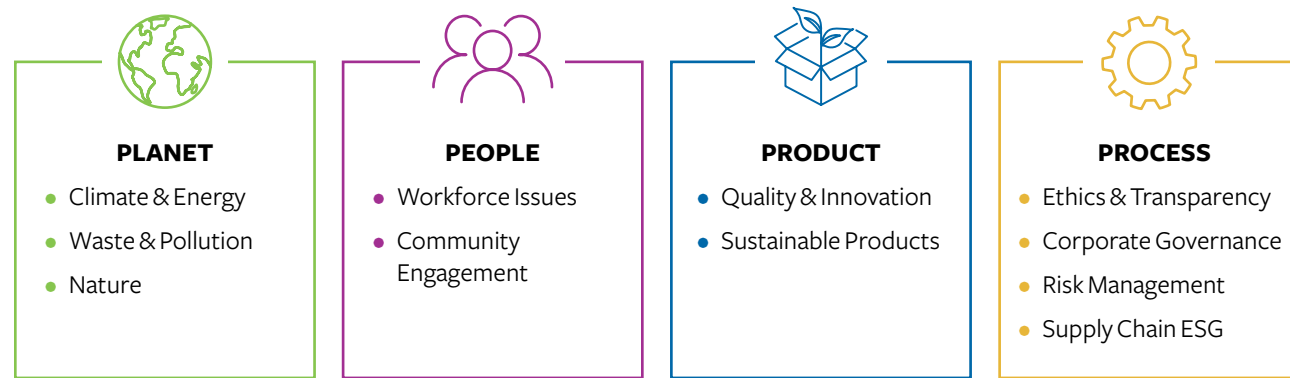 PLANET
Climate & Energy
Waste & Pollution
Nature
PEOPLE
Workforce Issues
Community
Engagement
PRODUCT
Quality & Innovation
Sustainable Products
PROCESS
Ethics & Transparency
Corporate Governance
Risk Management
Supply Chain ESG